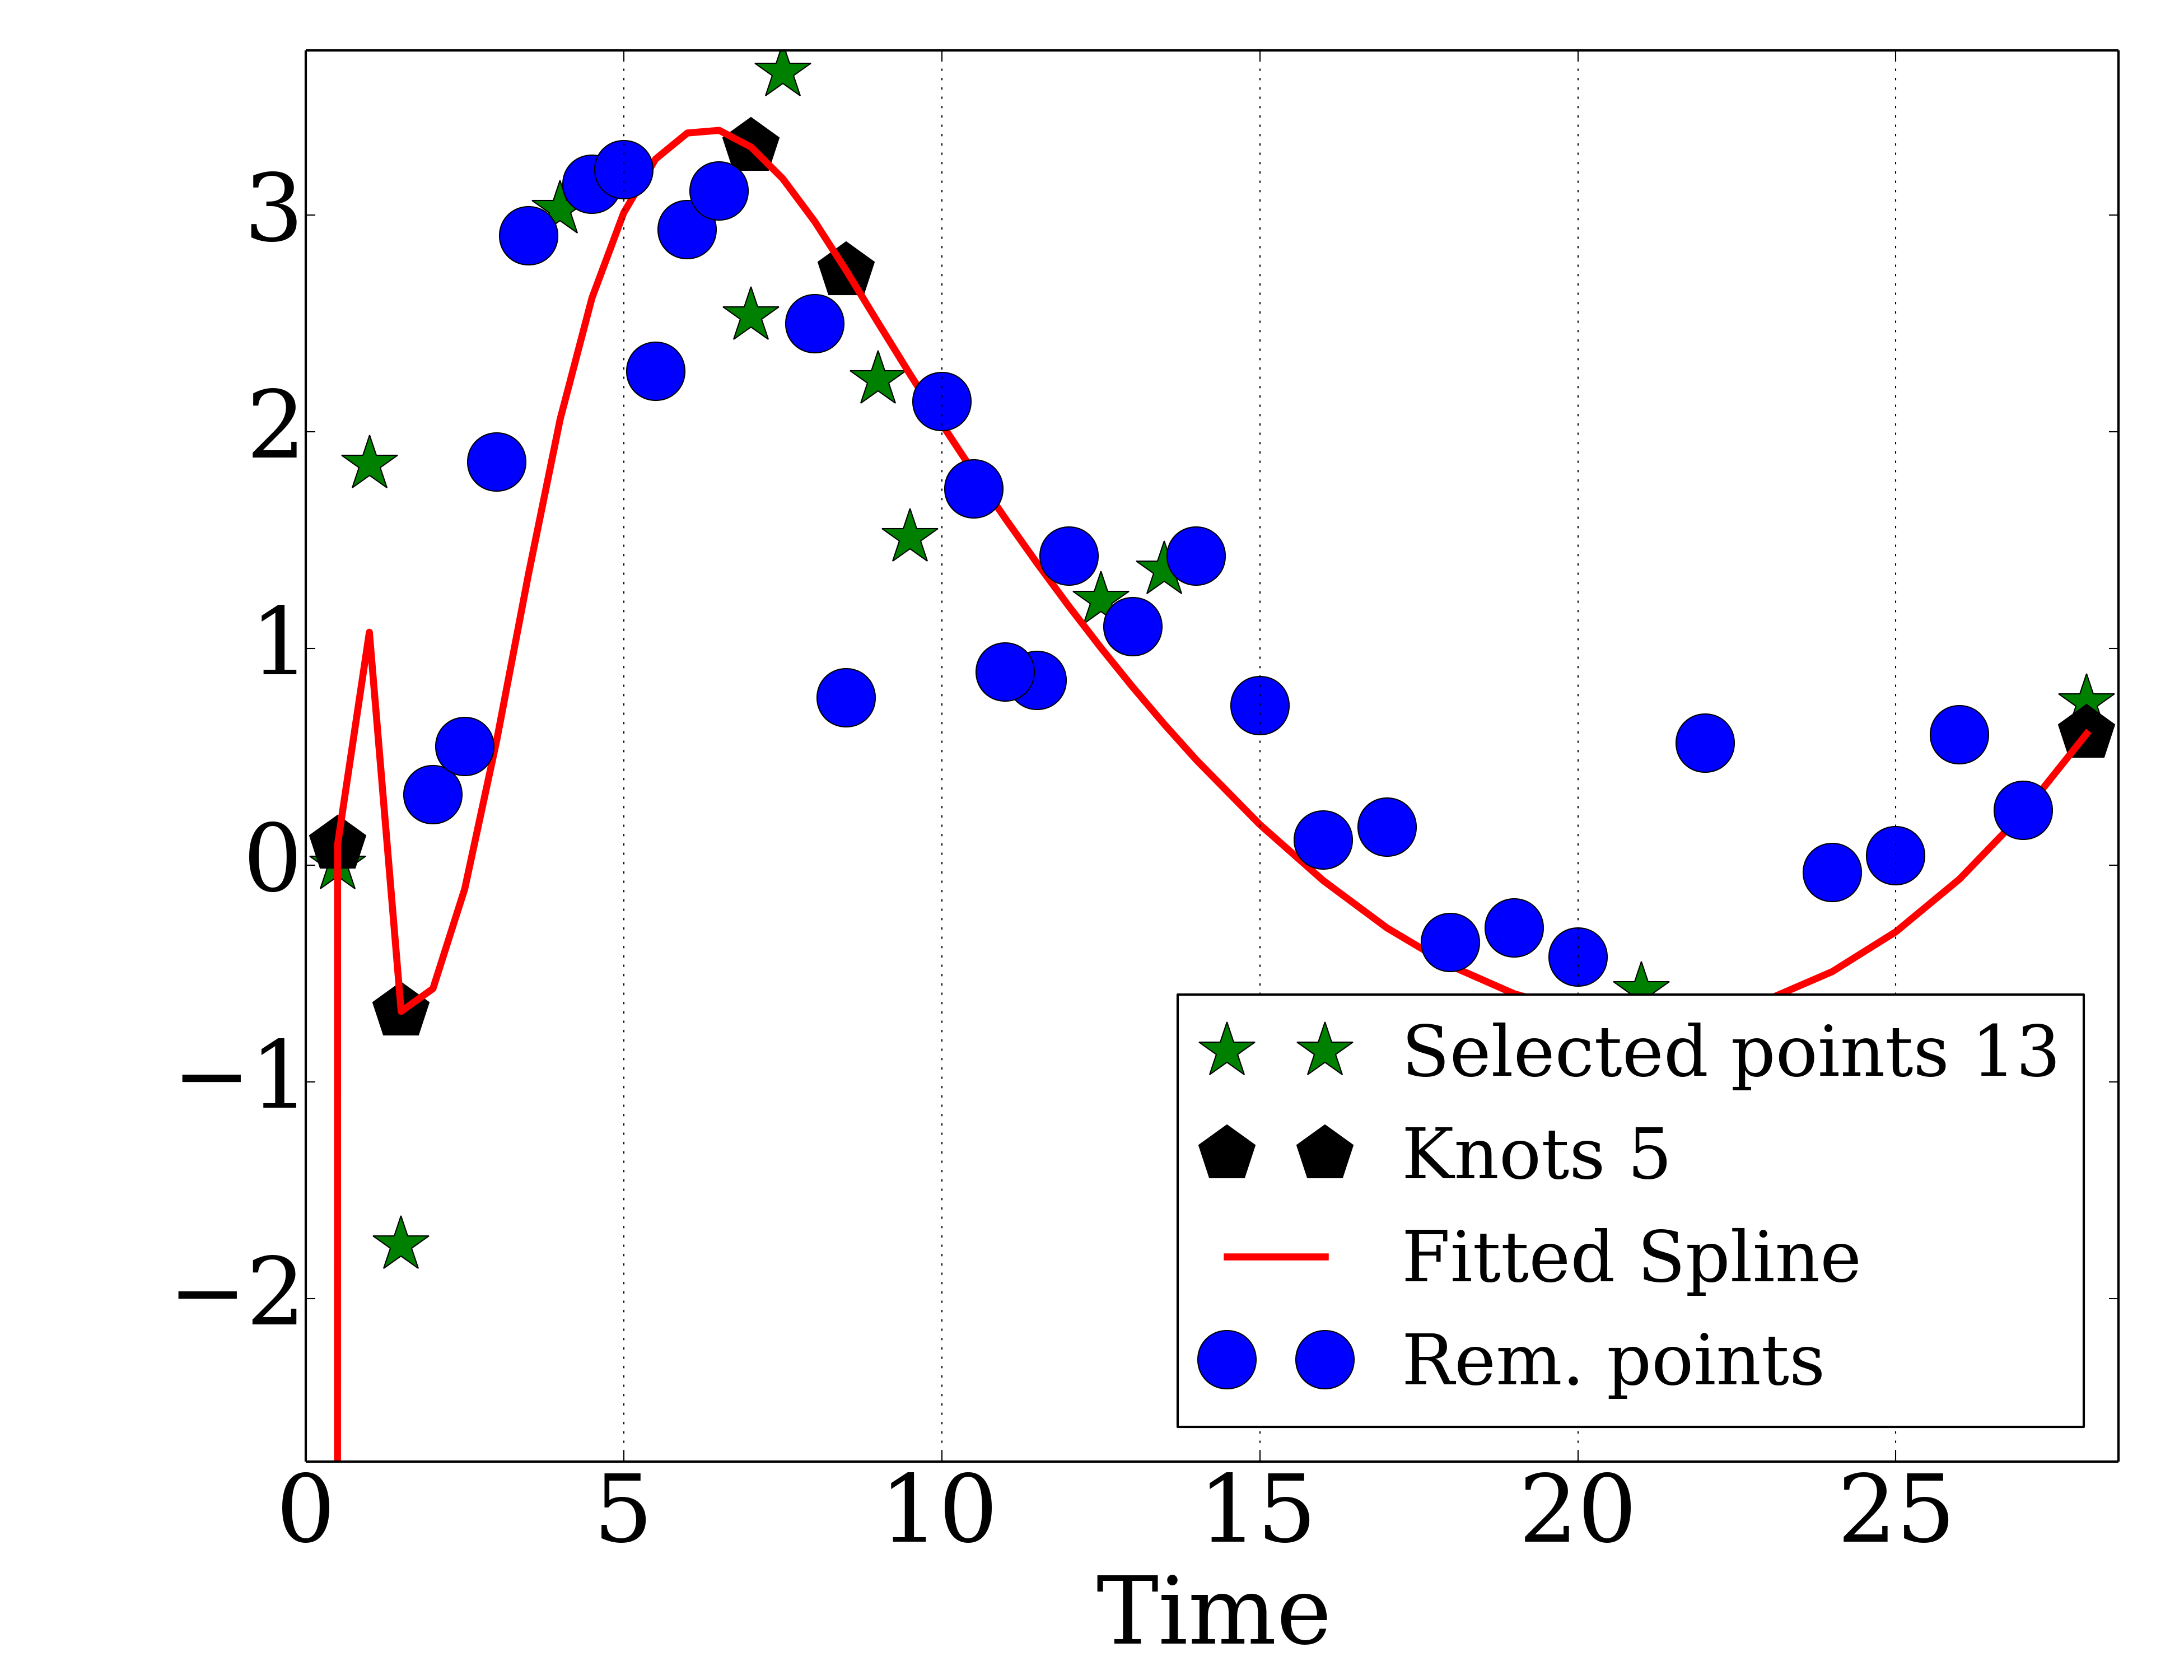 3
2
1
0
−1
−2
0 5 10 15 20 25
Time
Selected points 13
Knots 5
Fitted Spline
Rem. points